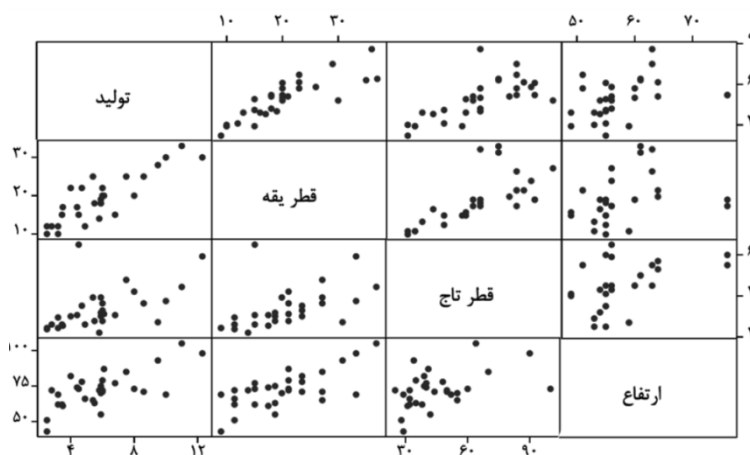 ۱۰ ۲۰ ۳۰ ۵۰ ۶۰ ۷۰
تولید
۳۰
۲۰
۱۰
قطر یقه
قطر تاج
۷۵
۵۰
ارتفاع
۴ ۸ ۱۲ ۳۰ ۶۰ ۹۰